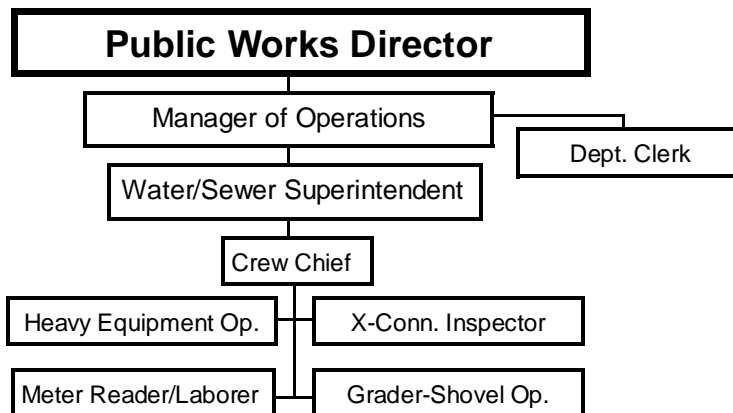 Public Works Director
Manager of Operations
Dept. Clerk
Water/Sewer Superintendent
Crew Chief
Heavy Equipment Op.
X-Conn. Inspector
Meter Reader/Laborer
Grader-Shovel Op.